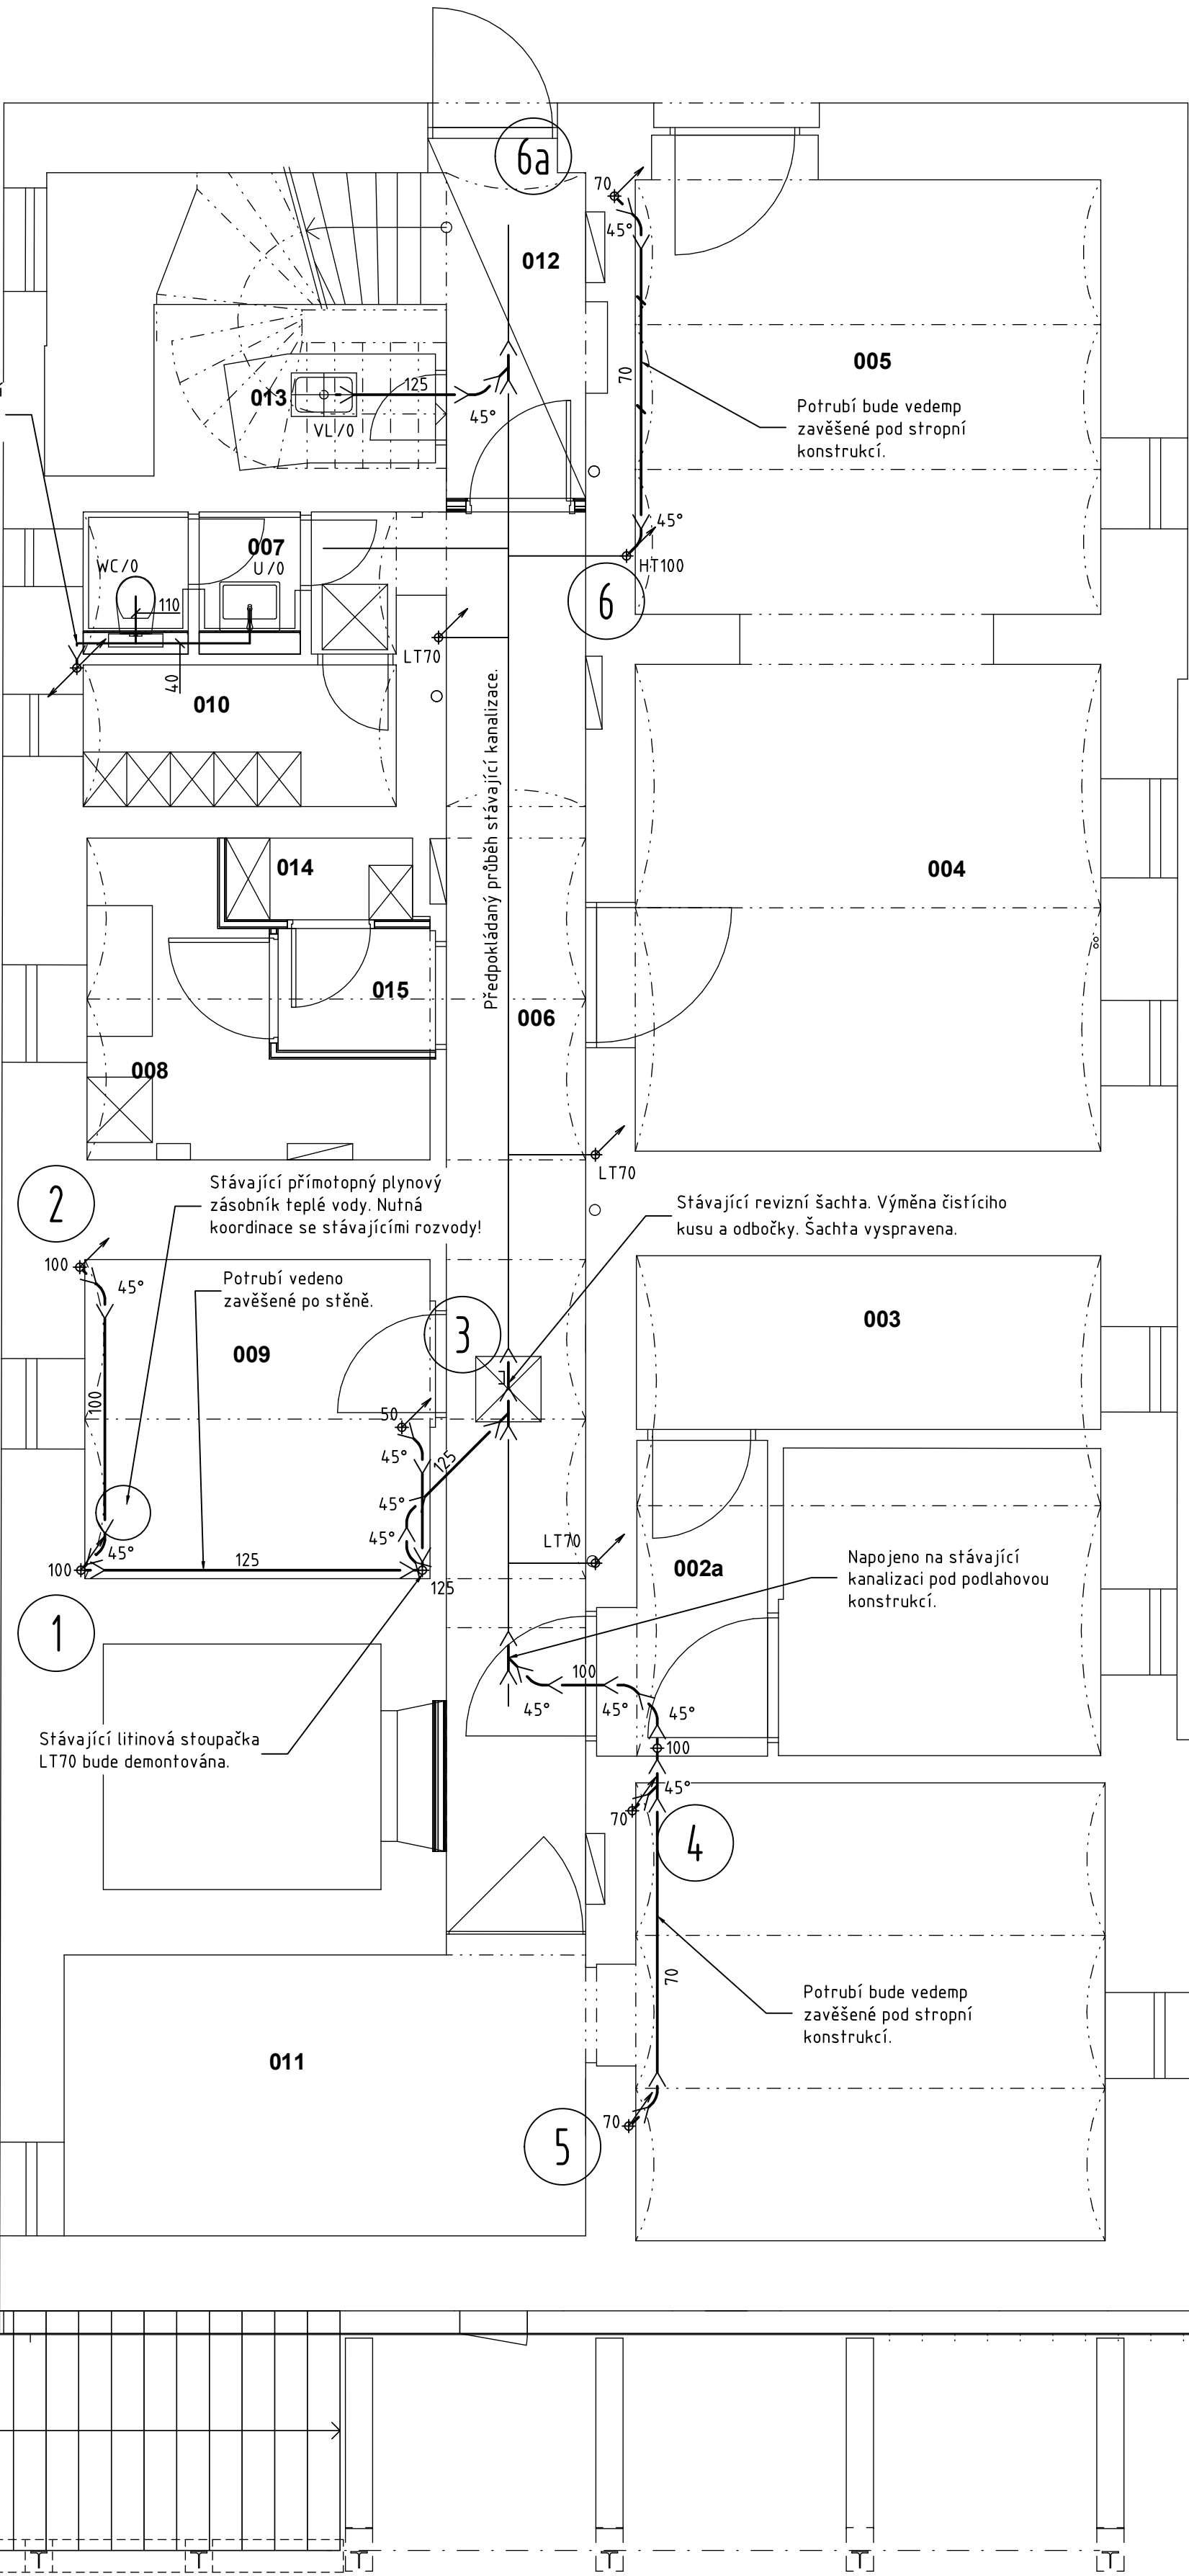 6a
70
45°
012
005
70
Potrubí bude vedemp
zavěšené pod stropní
konstrukcí.
013
125
45°
VL/0
45°
HT100
6
007
WC/0
U/0
110
LT70
40
010
Předpokládaný průběh stávající kanalizace.
014
004
015
006
008
LT70
2
Stávající přímotopný plynový
zásobník teplé vody. Nutná
koordinace se stávajícími rozvody!
Stávající revizní šachta. Výměna čistícího
kusu a odbočky. Šachta vyspravena.
100
45°
Potrubí vedeno
zavěšené po stěně.
3
003
009
100
50
45°
125
45°
45°
45°
LT70
100
125
125
002a
Napojeno na stávající
kanalizaci pod podlahovou
konstrukcí.
1
100
45°
45°
45°
Stávající litinová stoupačka
LT70 bude demontována.
100
45°
70
4
70
Potrubí bude vedemp
zavěšené pod stropní
konstrukcí.
011
70
5